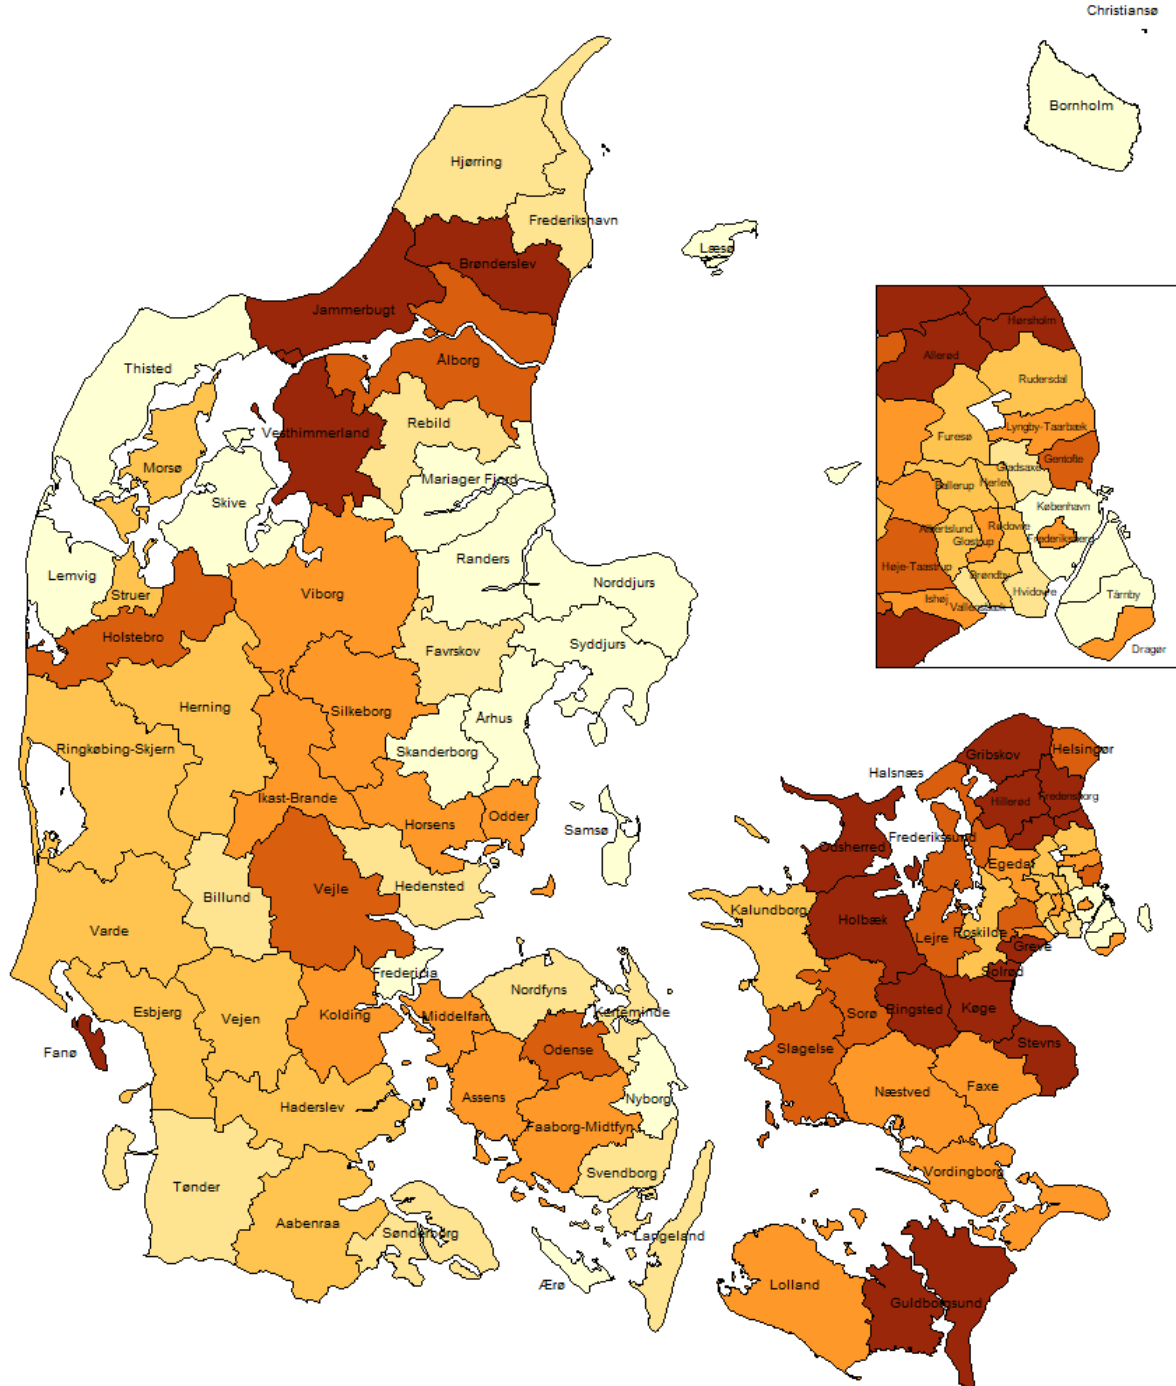 Christiansø
Bornholm
Hjørring
Frederikshavn
Læsø
Brønderslev
Jammerbugt
Ålborg
Thisted
Rebild
Vesthimmerland
Morsø
Mariager Fjord
Skive
Randers
Lemvig
Struer
Viborg
Norddjurs
Holstebro
Favrskov
Syddjurs
Herning
Silkeborg
Århus
Ringkøbing-Skjern
Skanderborg
Ikast-Brande
Horsens
Odder
Samsø
Billund
Vejle
Hedensted
Varde
Fredericia
Esbjerg
Vejen
Kolding
Fanø
Haderslev
Tønder
Aabenraa
Sønderborg
Nordfyns
Middelfart
Kerteminde
Odense
Assens
Nyborg
Faaborg-Midtfyn
Svendborg
Langeland
Ærø
Hørsholm
Allerød
Rudersdal
Lyngby-Taarbæk
Furesø
Gentofte
Gladsaxe
Ballerup
Herlev
København
Albertslund
Rødovre
Frederiksberg
Glostrup
Høje-Taastrup
Brøndby
Hvidovre
Ishøj
Vallensbæk
Tårnby
Dragør
Gribskov
Helsingør
Halsnæs
Hillerød
Fredensborg
Frederikssund
Odsherred
Egedal
Kalundborg
Holbæk
Lejre
Roskilde
Greve
Solrød
Sorø
Ringsted
Køge
Slagelse
Stevns
Næstved
Faxe
Vordingborg
Lolland
Guldborgsund